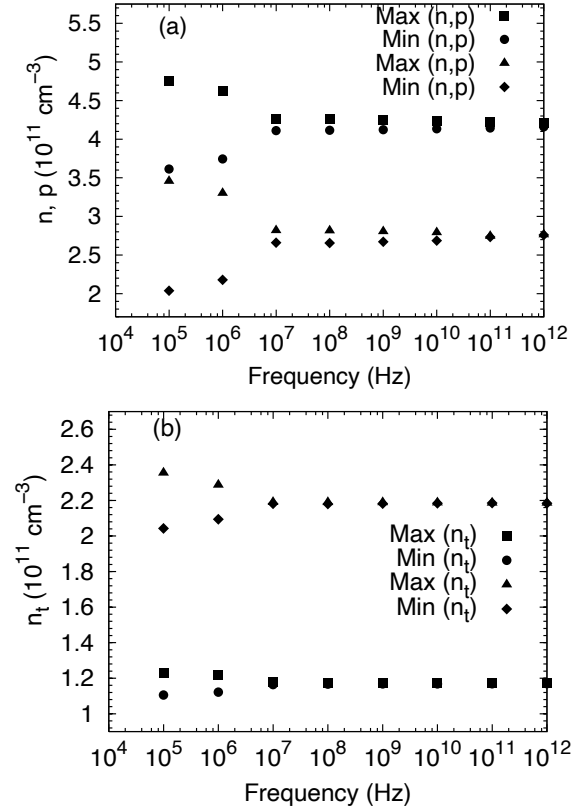 (a)
Max (n,p)
Min (n,p)
Max (n,p)
Min (n,p)
n, p (10^11 cm^−3)
5.5
5
4.5
4
3.5
3
2.5
2
10^4 10^5 10^6 10^7 10^8 10^9 10^10 10^11 10^12
Frequency (Hz)
(b)
Max (n_t)
Min (n_t)
Max (n_t)
Min (n_t)
n_t (10^11 cm^−3)
2.6
2.4
2.2
2
1.8
1.6
1.4
1.2
1
10^4 10^5 10^6 10^7 10^8 10^9 10^10 10^11 10^12
Frequency (Hz)